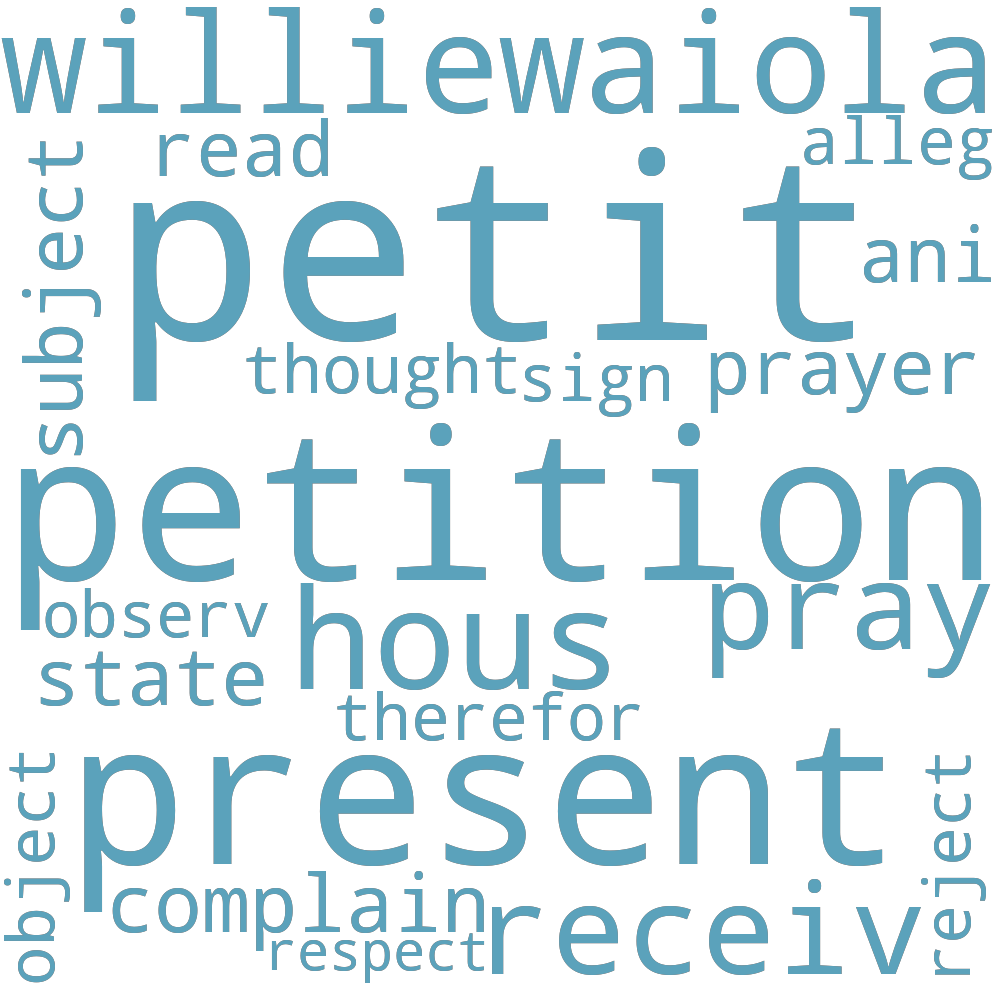 williewaiola
read
alleg
subject
petit
ani
thought
sign
prayer
petition
observ
hous
pray
state
therefor
object
present
reject
complain
receiv
respect